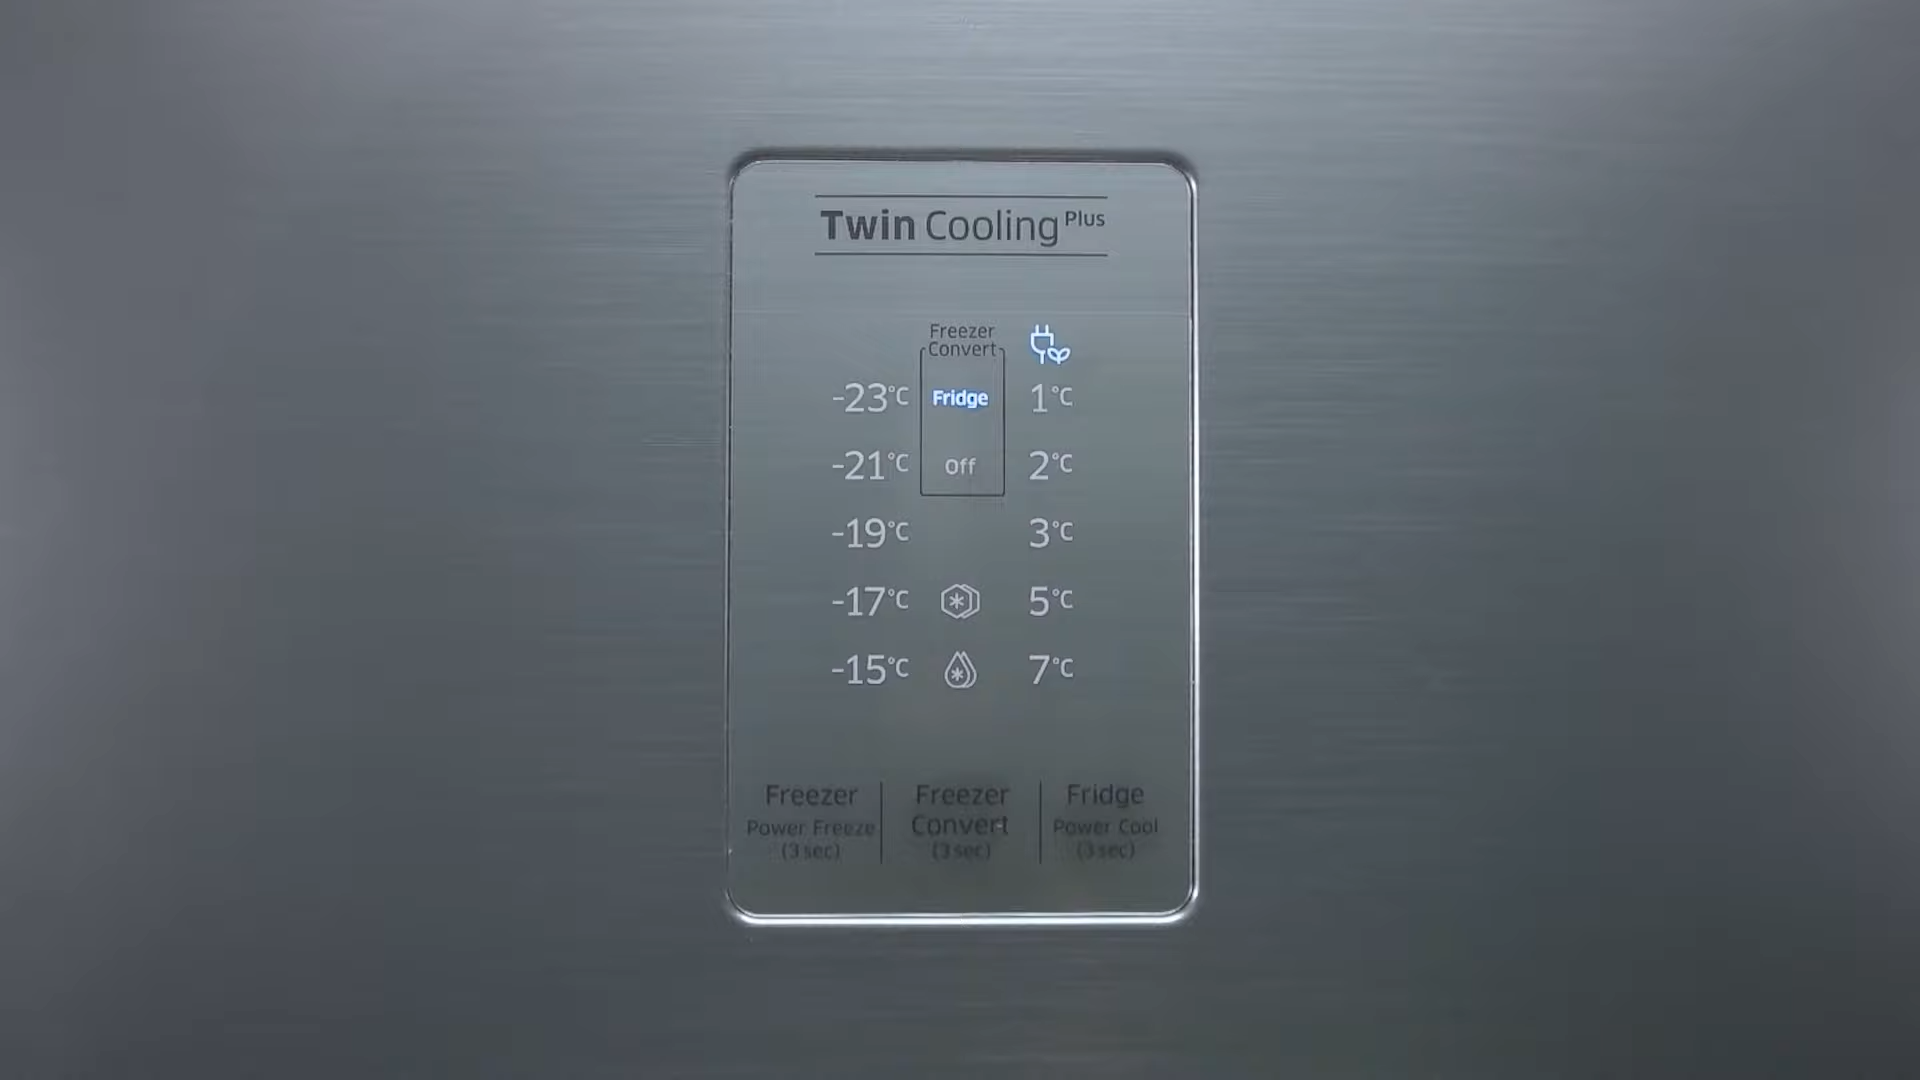 Twin Cooling Plus
Freezer
Convert
-23°C Fridge 1°C
-21°C Off 2°C
-19°C 3°C
-17°C 5°C
-15°C 7°C
Freezer
Power Freeze
(3 sec)
Freezer
Convert
(3 sec)
Fridge
Power Cool
(3 sec)